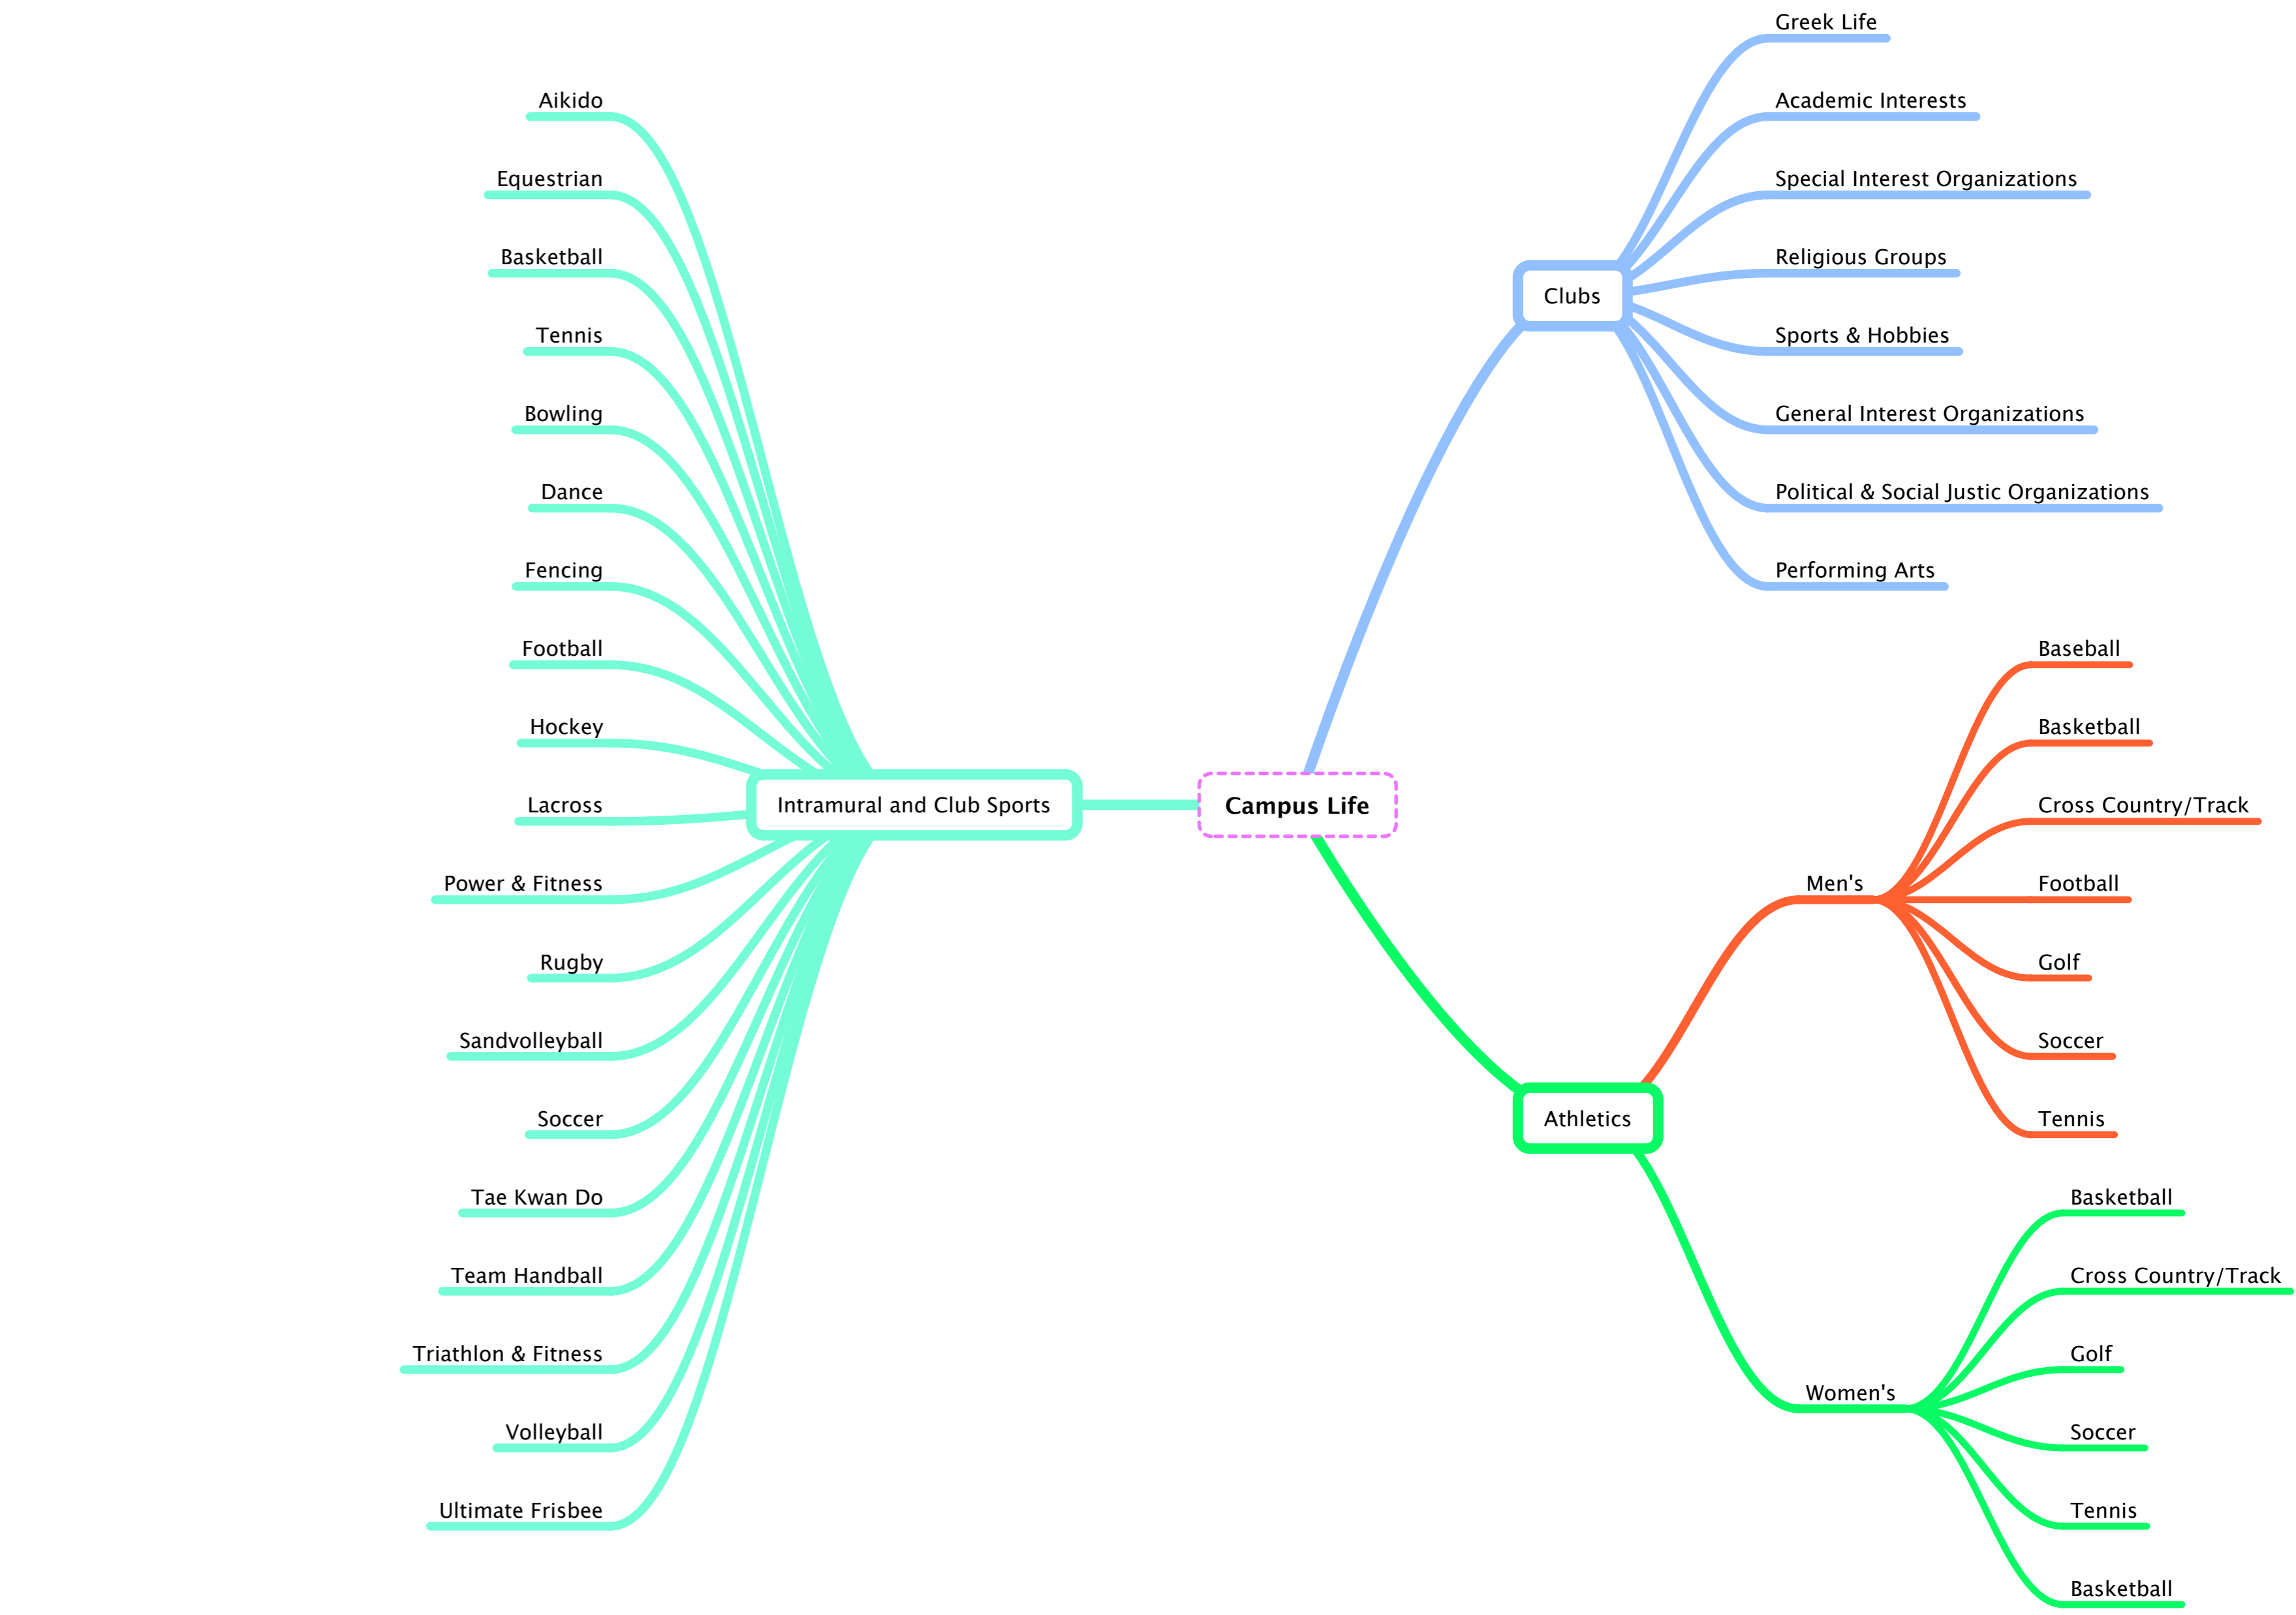 Campus Life
Clubs
Greek Life
Academic Interests
Special Interest Organizations
Religious Groups
Sports & Hobbies
General Interest Organizations
Political & Social Justic Organizations
Performing Arts
Athletics
Men's
Baseball
Basketball
Cross Country/Track
Football
Golf
Soccer
Tennis
Women's
Basketball
Cross Country/Track
Golf
Soccer
Tennis
Basketball
Intramural and Club Sports
Aikido
Equestrian
Basketball
Tennis
Bowling
Dance
Fencing
Football
Hockey
Lacross
Power & Fitness
Rugby
Sandvolleyball
Soccer
Tae Kwan Do
Team Handball
Triathlon & Fitness
Volleyball
Ultimate Frisbee